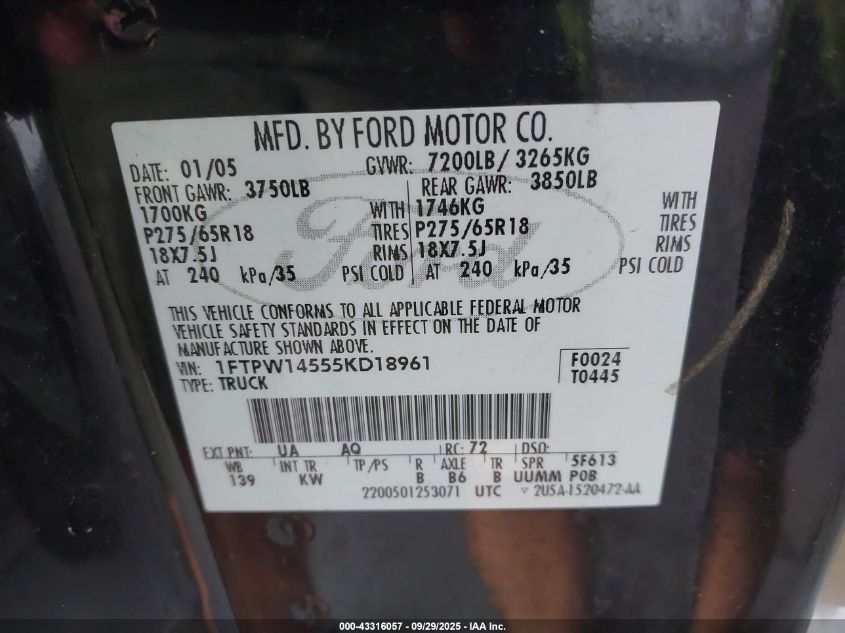 MFD. BY FORD MOTOR CO.
DATE: 01/05 GVWR: 7200LB/ 3265KG
FRONT GAWR: 3750LB REAR GAWR: 3850LB
1700KG WITH 1746KG WITH
P275/65R18 TIRES P275/65R18 TIRES
18X7.5J RIMS 18X7.5J RIMS
AT 240 kPa/35 PSI COLD AT 240 kPa/35 PSI COLD
Ford
THIS VEHICLE CONFORMS TO ALL APPLICABLE FEDERAL MOTOR
VEHICLE SAFETY STANDARDS IN EFFECT ON THE DATE OF
MANUFACTURE SHOWN ABOVE.
VIN: 1FTPW14555KD18961 F0024
TYPE: TRUCK T0445
EXT PNT: UA AQ RC: 72 DSO:
WB INT TR TP/PS R AXLE TR SPR 5F613
139 KW B B6 B UUMM POB
2200501253071 UTC ▽ 2U5A-1520472-AA
000-43316057 - 09/29/2025 - IAA Inc.